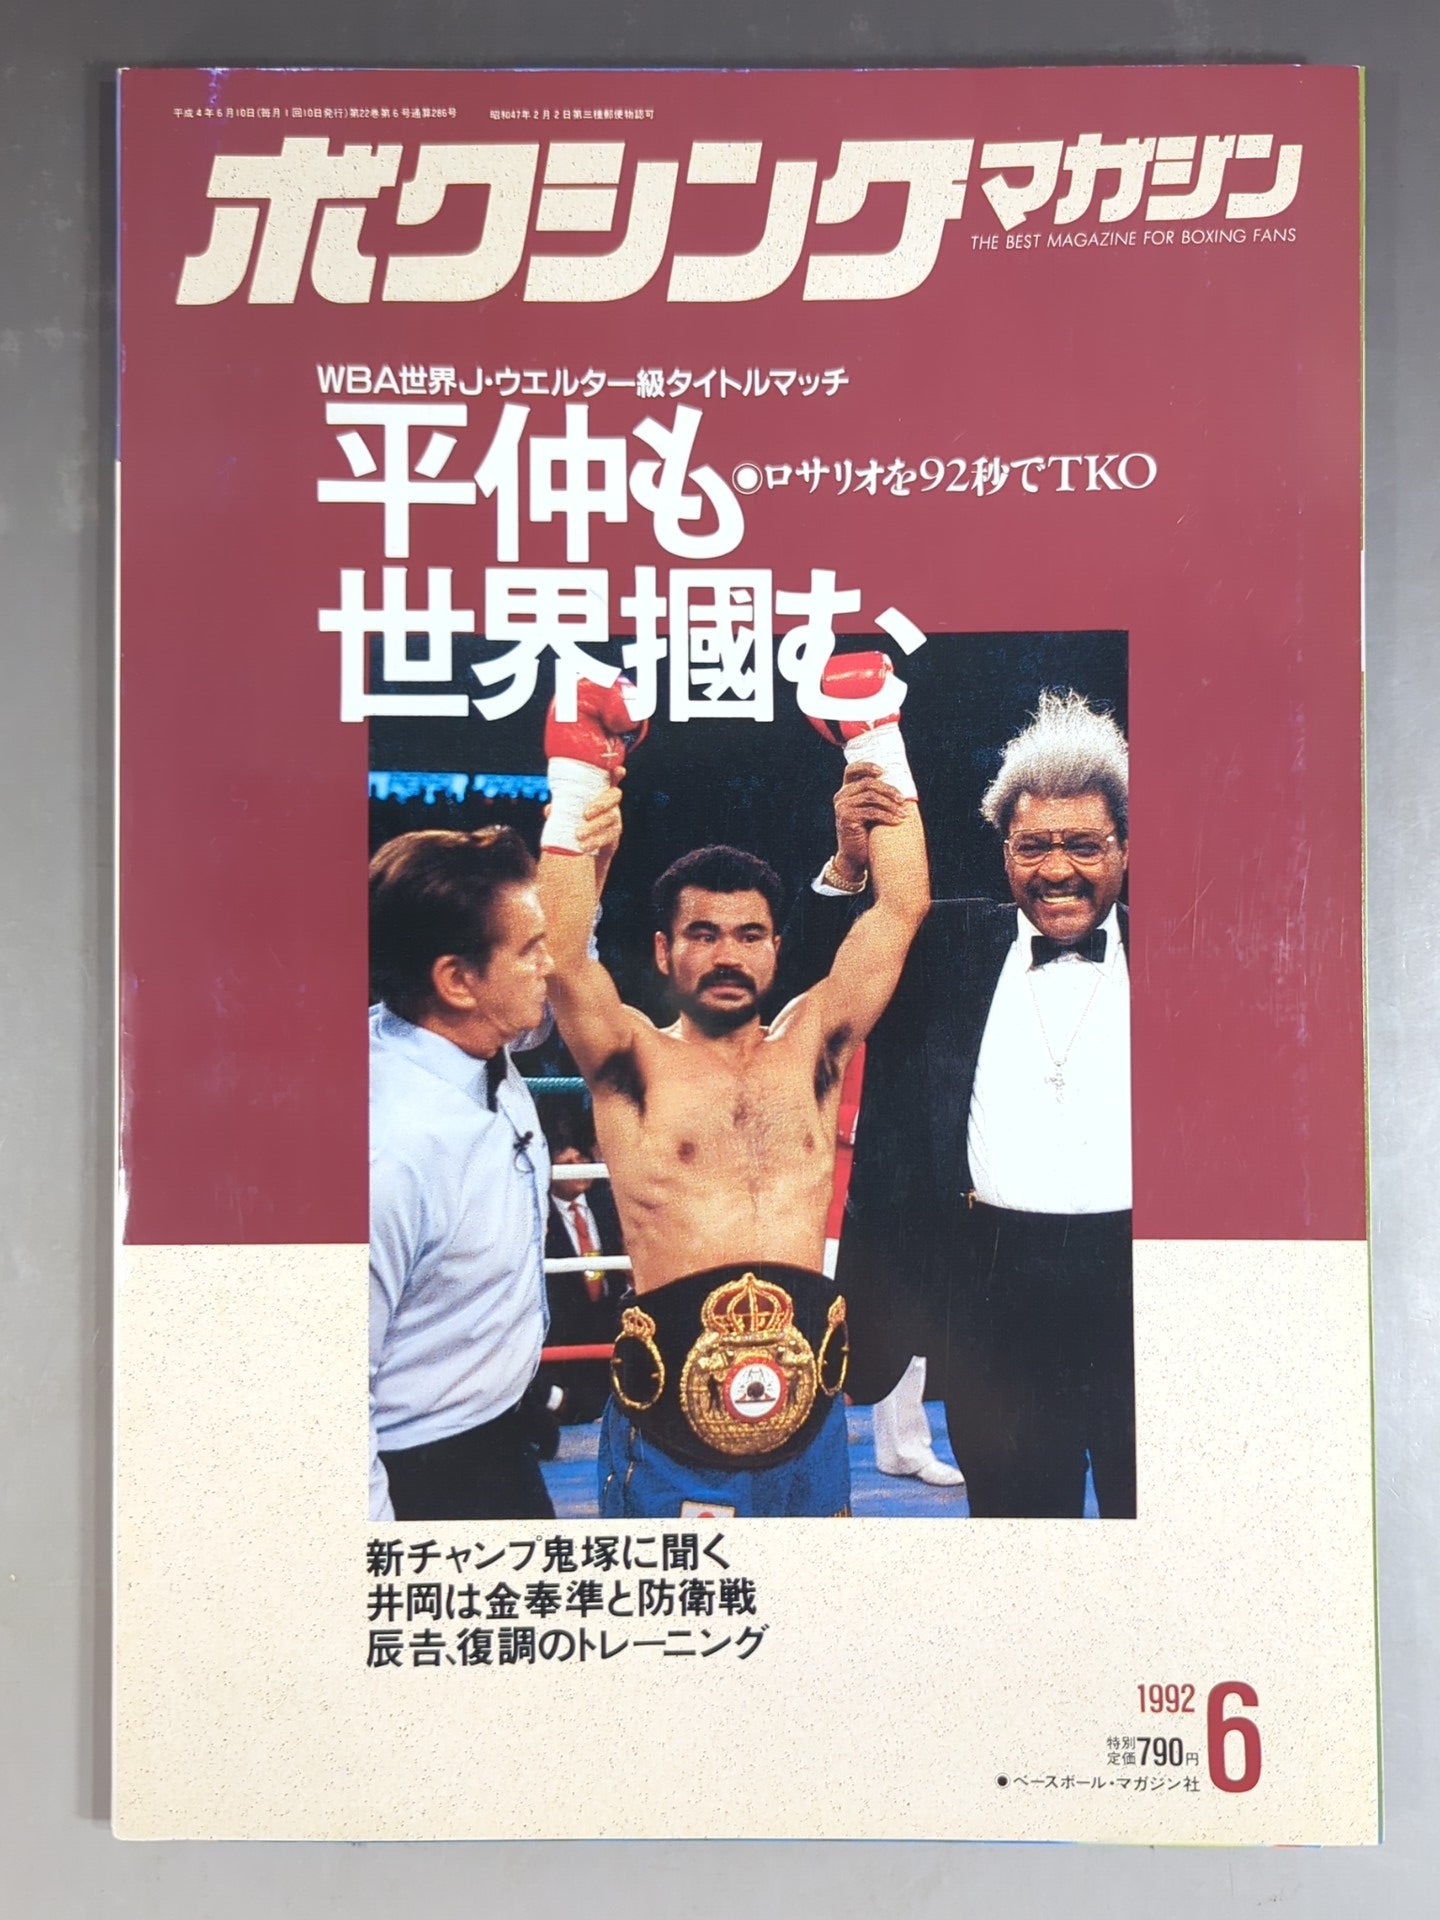 平成4年6月10日(毎月1回10日発行)第22巻第6号通算286号 昭和47年2月2日第三種郵便物認可
ボクシングマガジン
THE BEST MAGAZINE FOR BOXING FANS
WBA世界J・ウエルター級タイトルマッチ
平仲も
◉ロサリオを92秒でTKO
世界摑む
新チャンプ鬼塚に聞く
井岡は金奉準と防衛戦
辰吉、復調のトレーニング
1992 6
特別定価790円
●ベースボール・マガジン社